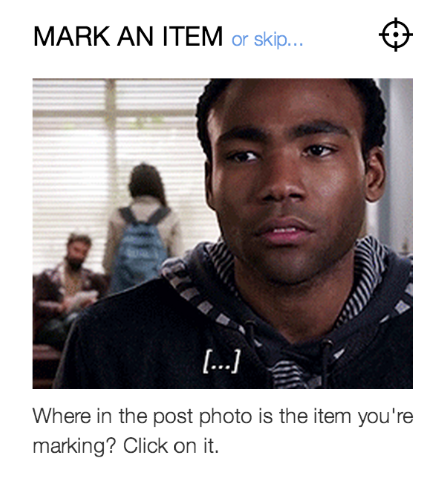 MARK AN ITEM or skip...
[...]
Where in the post photo is the item you're
marking? Click on it.